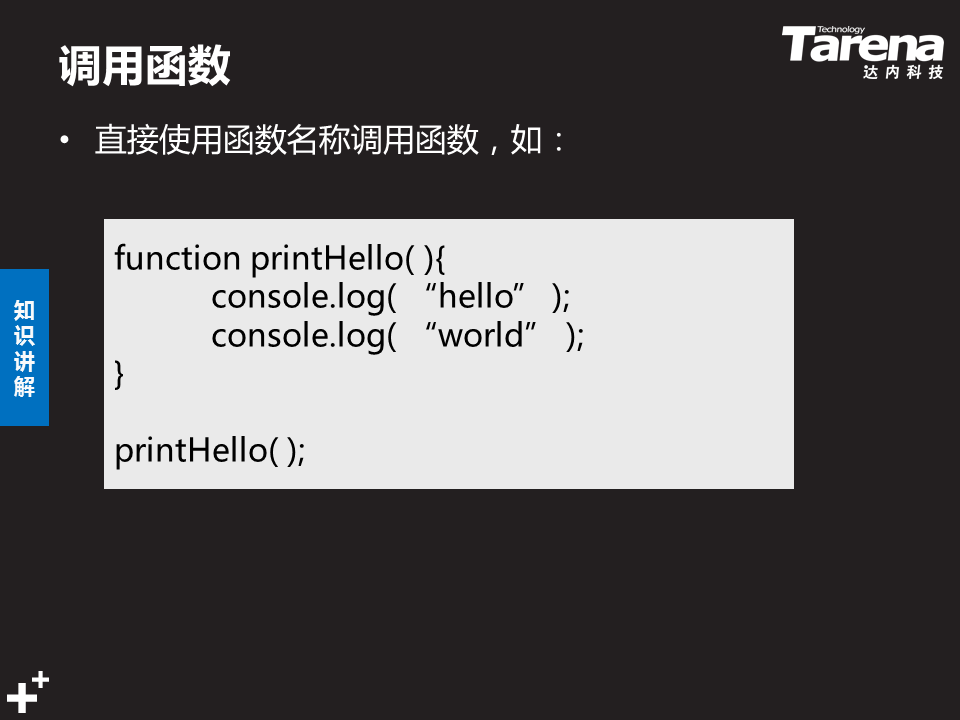 调用函数
Technology
Tarena
达内科技
• 直接使用函数名称调用函数，如：
function printHello( ){
console.log( “hello” );
console.log( “world” );
}
printHello( );
知
识
讲
解